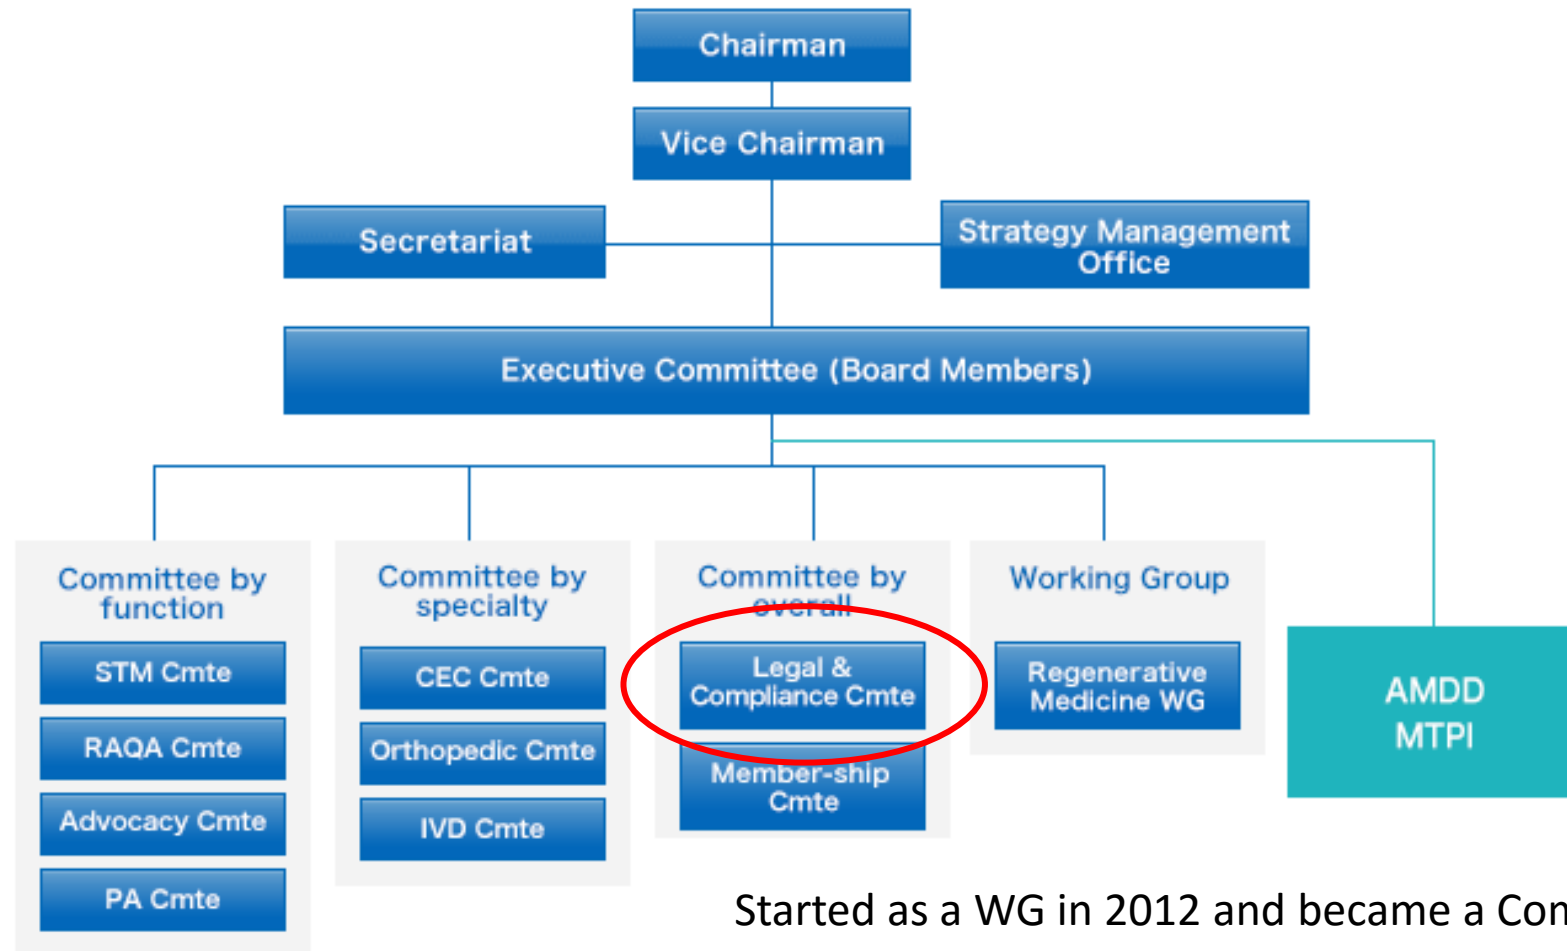 Chairman
Vice Chairman
Secretariat
Strategy Management
Office
Executive Committee (Board Members)
Committee by
function
STM Cmte
RAQA Cmte
Advocacy Cmte
PA Cmte
Committee by
specialty
CEC Cmte
Orthopedic Cmte
IVD Cmte
Committee by
overall
Legal &
Compliance Cmte
Member-ship
Cmte
Working Group
Regenerative
Medicine WG
AMDD
MTPI
Started as a WG in 2012 and became a